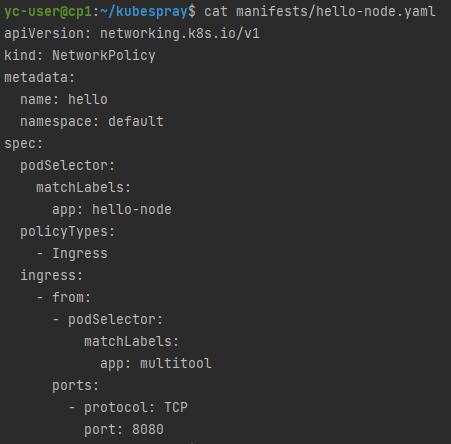 yc-user@cp1:~/kubespray$ cat manifests/hello-node.yaml
apiVersion: networking.k8s.io/v1
kind: NetworkPolicy
metadata:
  name: hello
  namespace: default
spec:
  podSelector:
    matchLabels:
      app: hello-node
  policyTypes:
    - Ingress
  ingress:
    - from:
      - podSelector:
          matchLabels:
            app: multitool
      ports:
        - protocol: TCP
          port: 8080